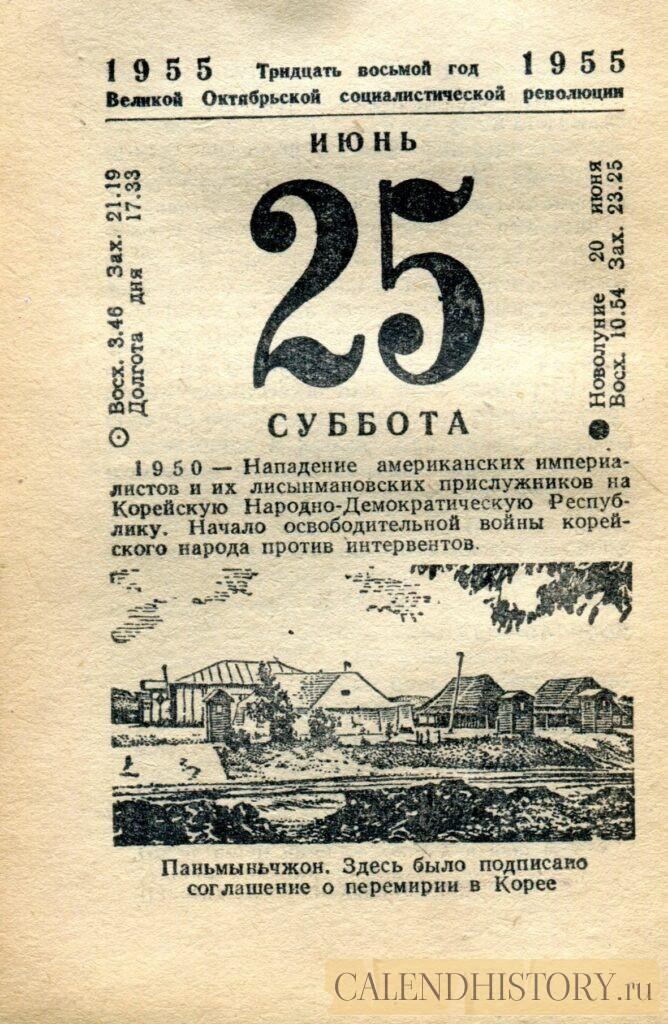 1955 Тридцать восьмой год 1955
Великой Октябрьской социалистической революции
ИЮНЬ
25
СУББОТА
Восх. 3.46 Зах. 21.19
Долгота дня 17.33
Новолуние 20 июня
Восх. 10.54 Зах. 23.25
1950 — Нападение американских империа-
листов и их лисынмановских прислужников на
Корейскую Народно-Демократическую Респуб-
лику. Начало освободительной войны корей-
ского народа против интервентов.
Паньмыньчжон. Здесь было подписано
соглашение о перемирии в Корее
CALENDHISTORY.ru